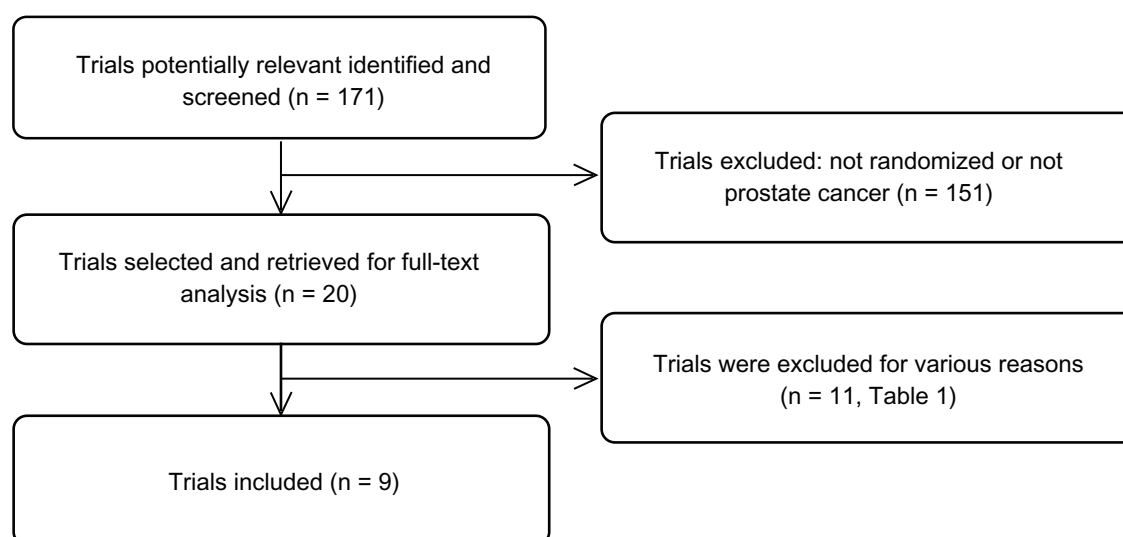 Trials potentially relevant identified and
screened (n = 171)
Trials excluded: not randomized or not
prostate cancer (n = 151)
Trials selected and retrieved for full-text
analysis (n = 20)
Trials were excluded for various reasons
(n = 11, Table 1)
Trials included (n = 9)